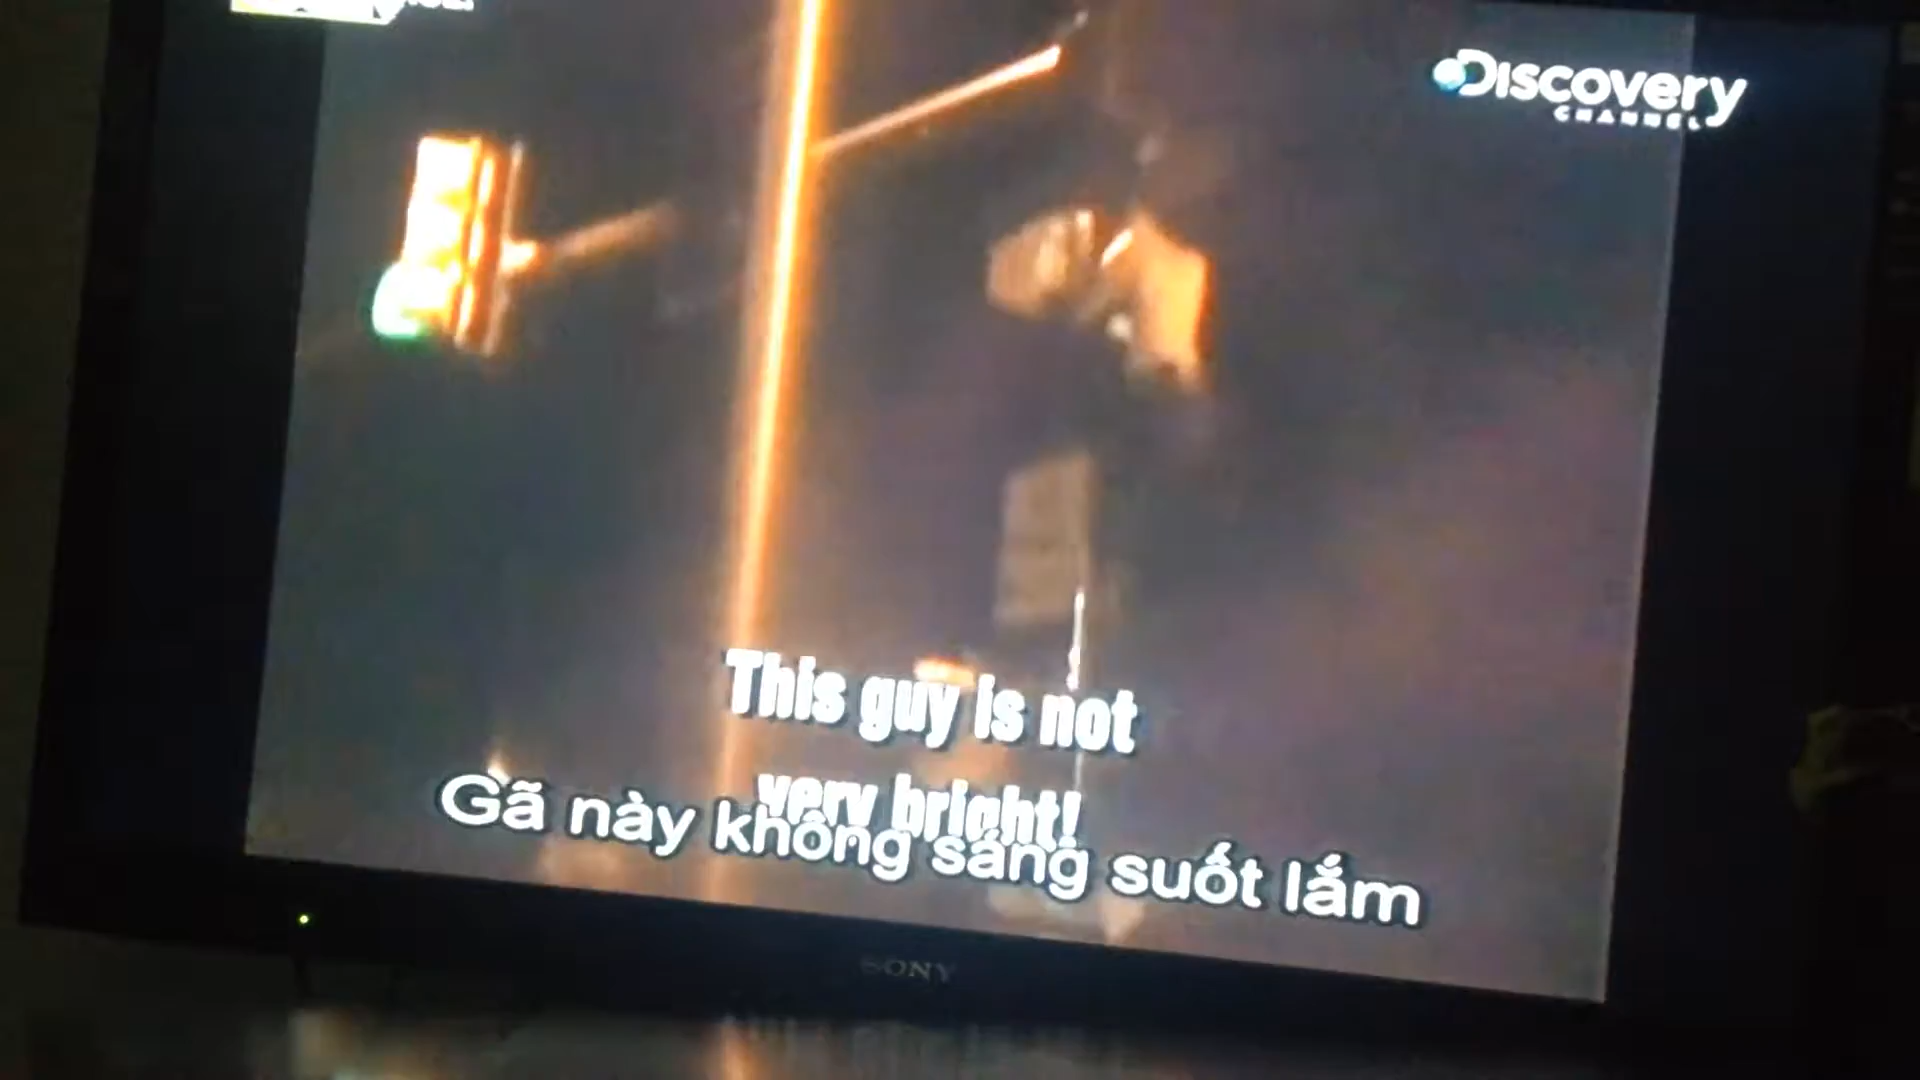 Discovery
CHANNEL
This guy is not
very bright!
Gã này không sáng suốt lắm
SONY